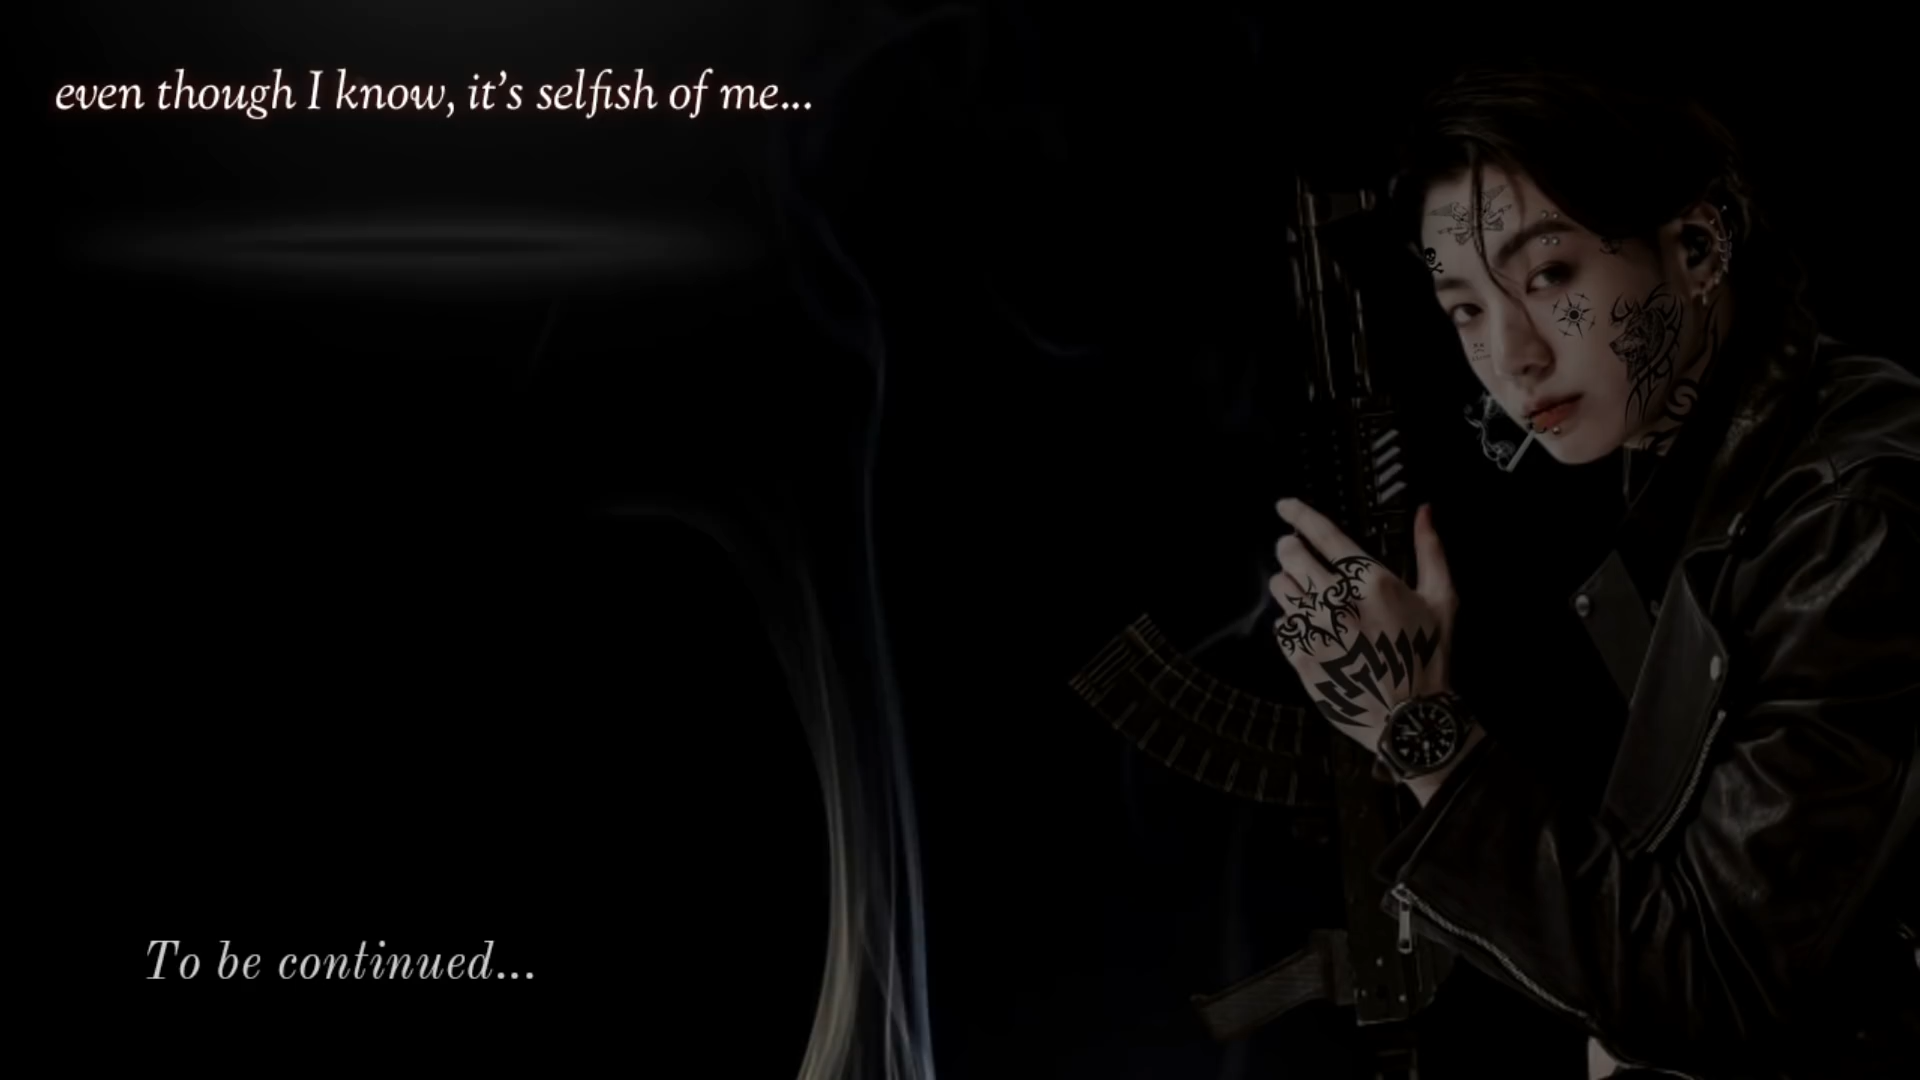 even though I know, it’s selfish of me...
To be continued...